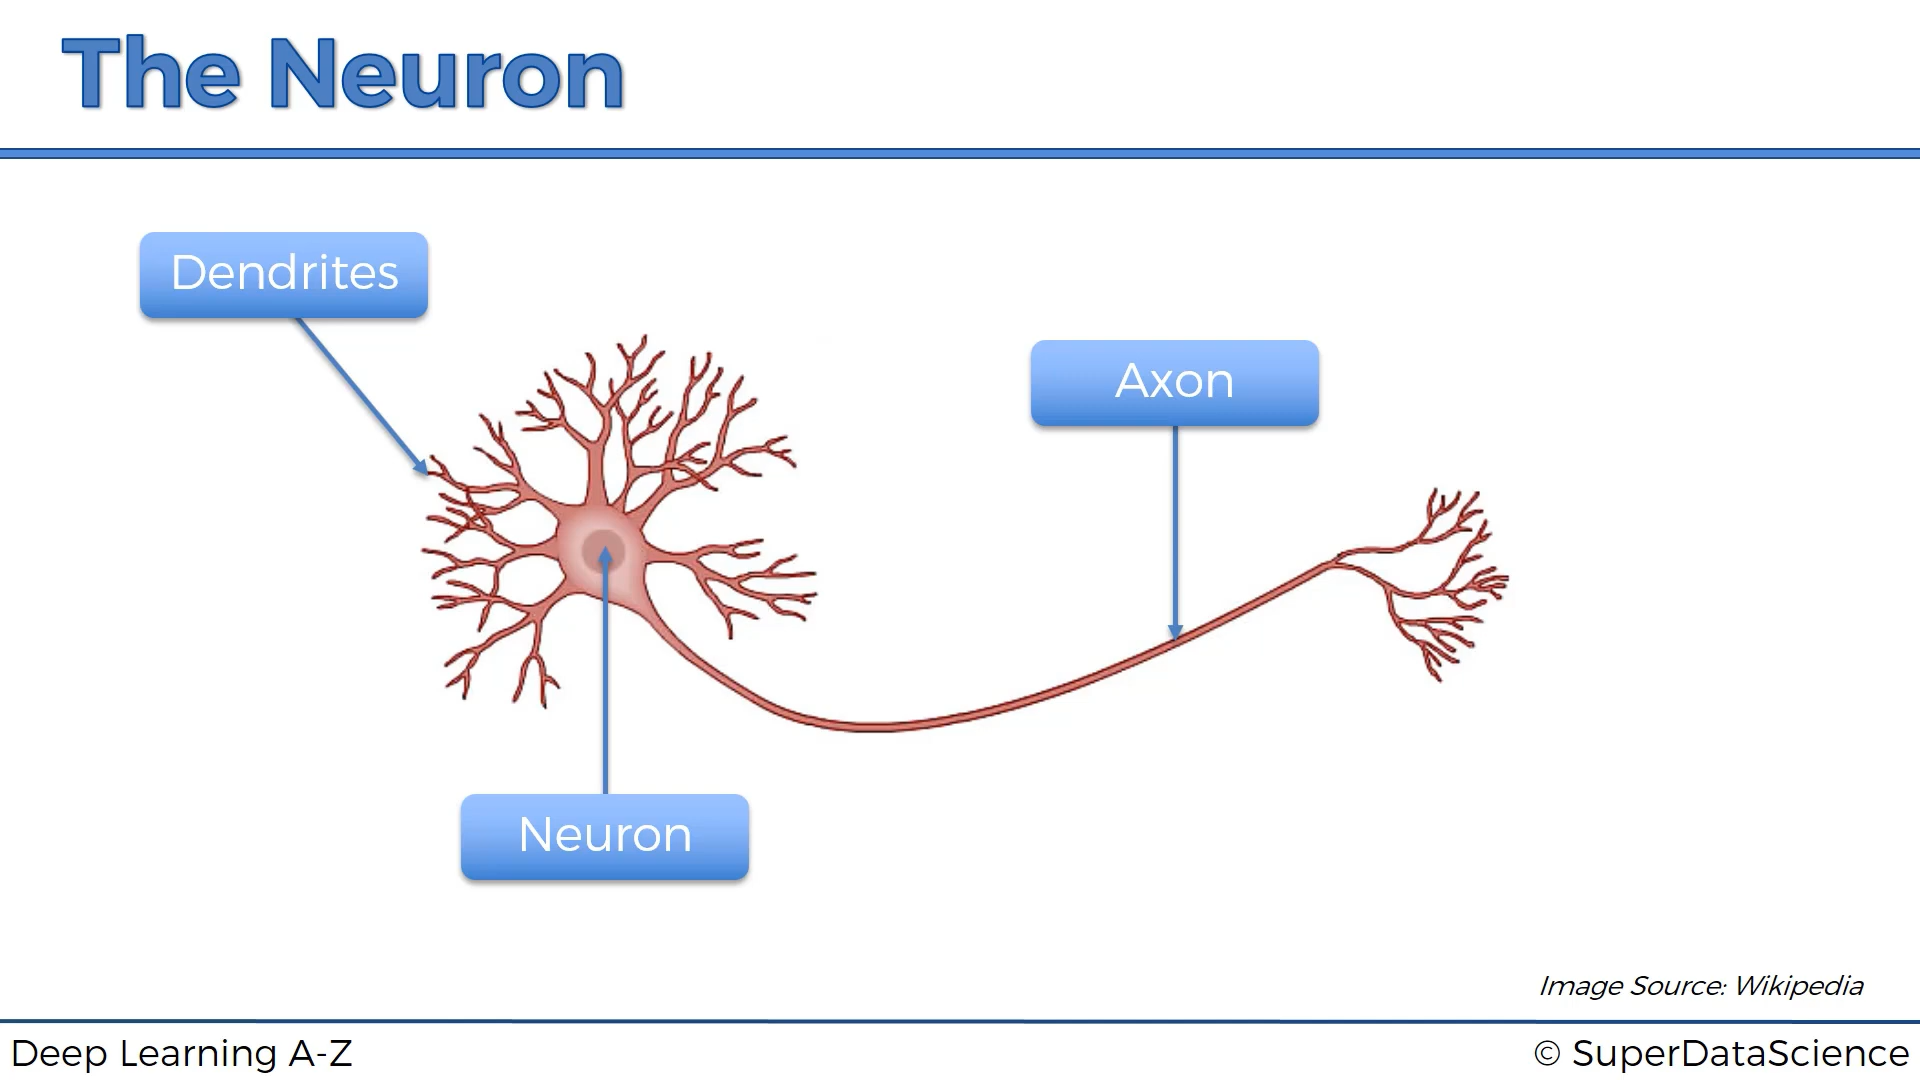 The Neuron
Dendrites
Axon
Neuron
Image Source: Wikipedia
Deep Learning A-Z
© SuperDataScience